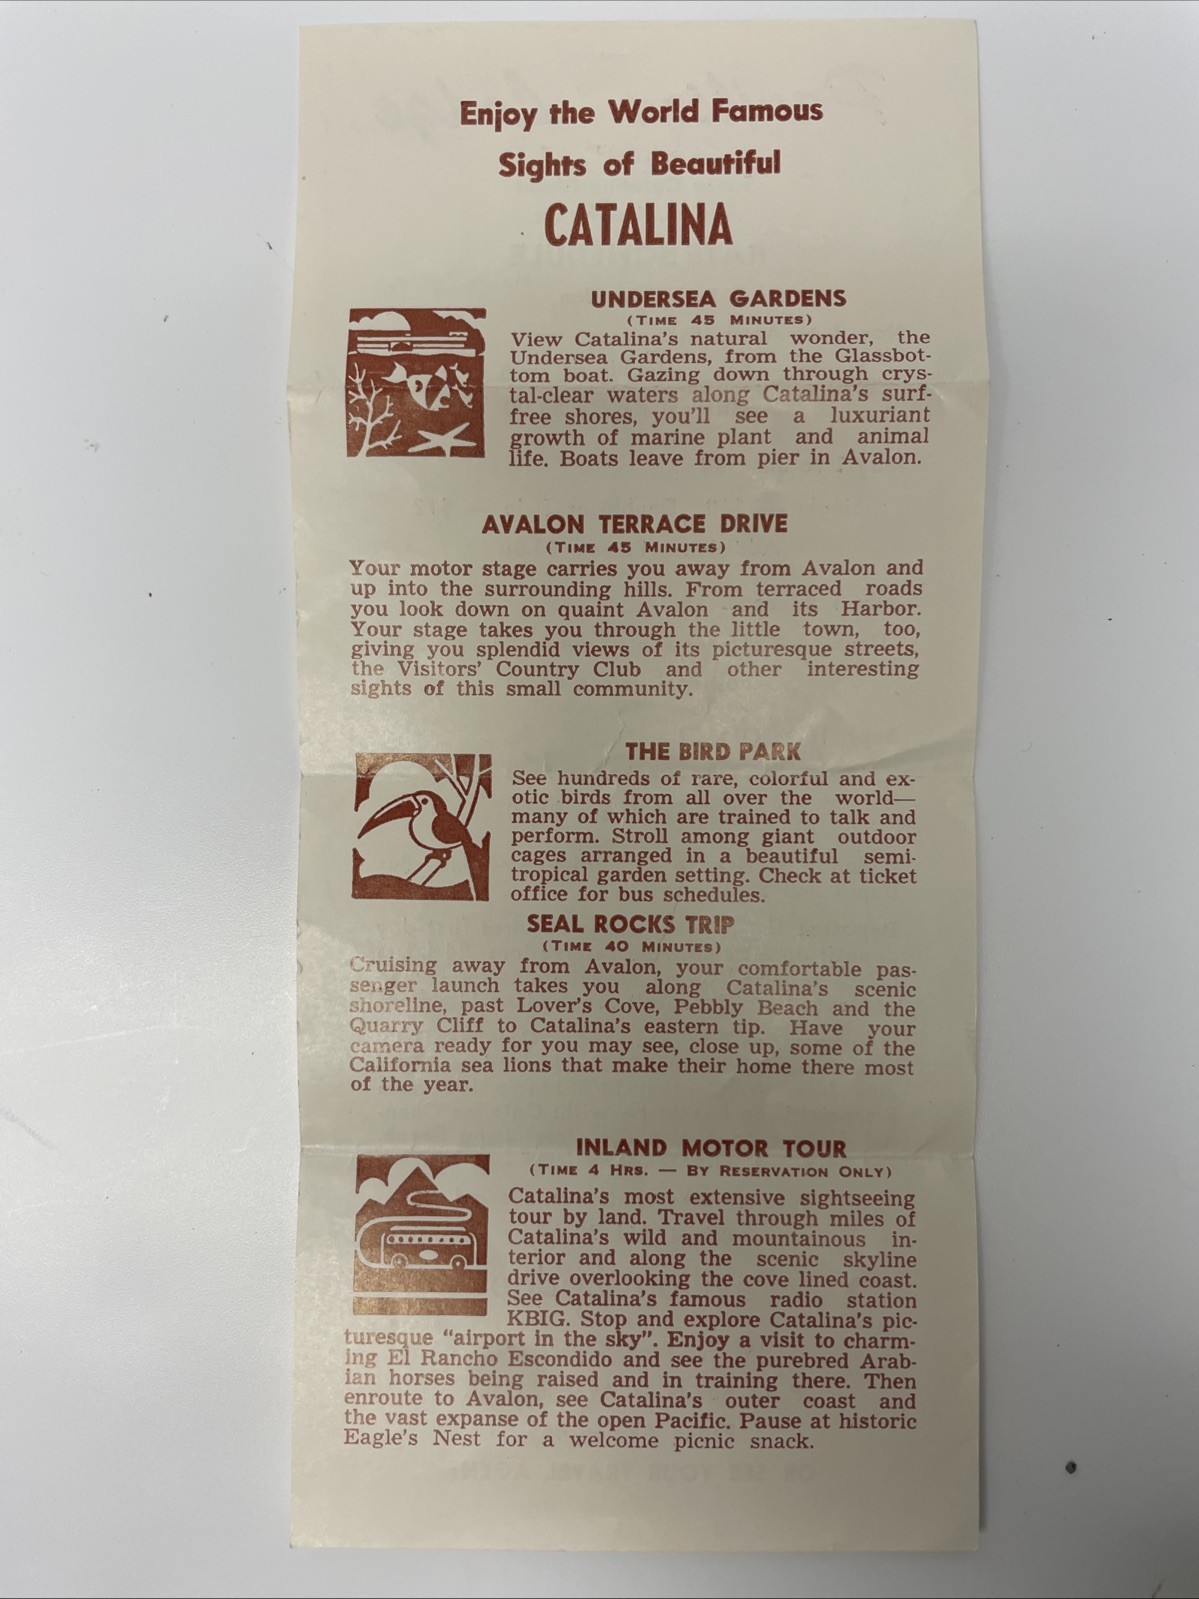 Enjoy the World Famous
Sights of Beautiful
CATALINA
UNDERSEA GARDENS
(TIME 45 MINUTES)
View Catalina's natural wonder, the
Undersea Gardens, from the Glassbot-
tom boat. Gazing down through crys-
tal-clear waters along Catalina's surf-
free shores, you'll see a luxuriant
growth of marine plant and animal
life. Boats leave from pier in Avalon.
AVALON TERRACE DRIVE
(TIME 45 MINUTES)
Your motor stage carries you away from Avalon and
up into the surrounding hills. From terraced roads
you look down on quaint Avalon and its Harbor.
Your stage takes you through the little town, too,
giving you splendid views of its picturesque streets,
the Visitors' Country Club and other interesting
sights of this small community.
THE BIRD PARK
See hundreds of rare, colorful and ex-
otic birds from all over the world—
many of which are trained to talk and
perform. Stroll among giant outdoor
cages arranged in a beautiful semi-
tropical garden setting. Check at ticket
office for bus schedules.
SEAL ROCKS TRIP
(TIME 40 MINUTES)
Cruising away from Avalon, your comfortable pas-
senger launch takes you along Catalina's scenic
shoreline, past Lover's Cove, Pebbly Beach and the
Quarry Cliff to Catalina's eastern tip. Have your
camera ready for you may see, close up, some of the
California sea lions that make their home there most
of the year.
INLAND MOTOR TOUR
(TIME 4 HRS. — BY RESERVATION ONLY)
Catalina's most extensive sightseeing
tour by land. Travel through miles of
Catalina's wild and mountainous in-
terior and along the scenic skyline
drive overlooking the cove lined coast.
See Catalina's famous radio station
KBIG. Stop and explore Catalina's pic-
turesque "airport in the sky". Enjoy a visit to charm-
ing El Rancho Escondido and see the purebred Arab-
ian horses being raised and in training there. Then
enroute to Avalon, see Catalina's outer coast and
the vast expanse of the open Pacific. Pause at historic
Eagle's Nest for a welcome picnic snack.